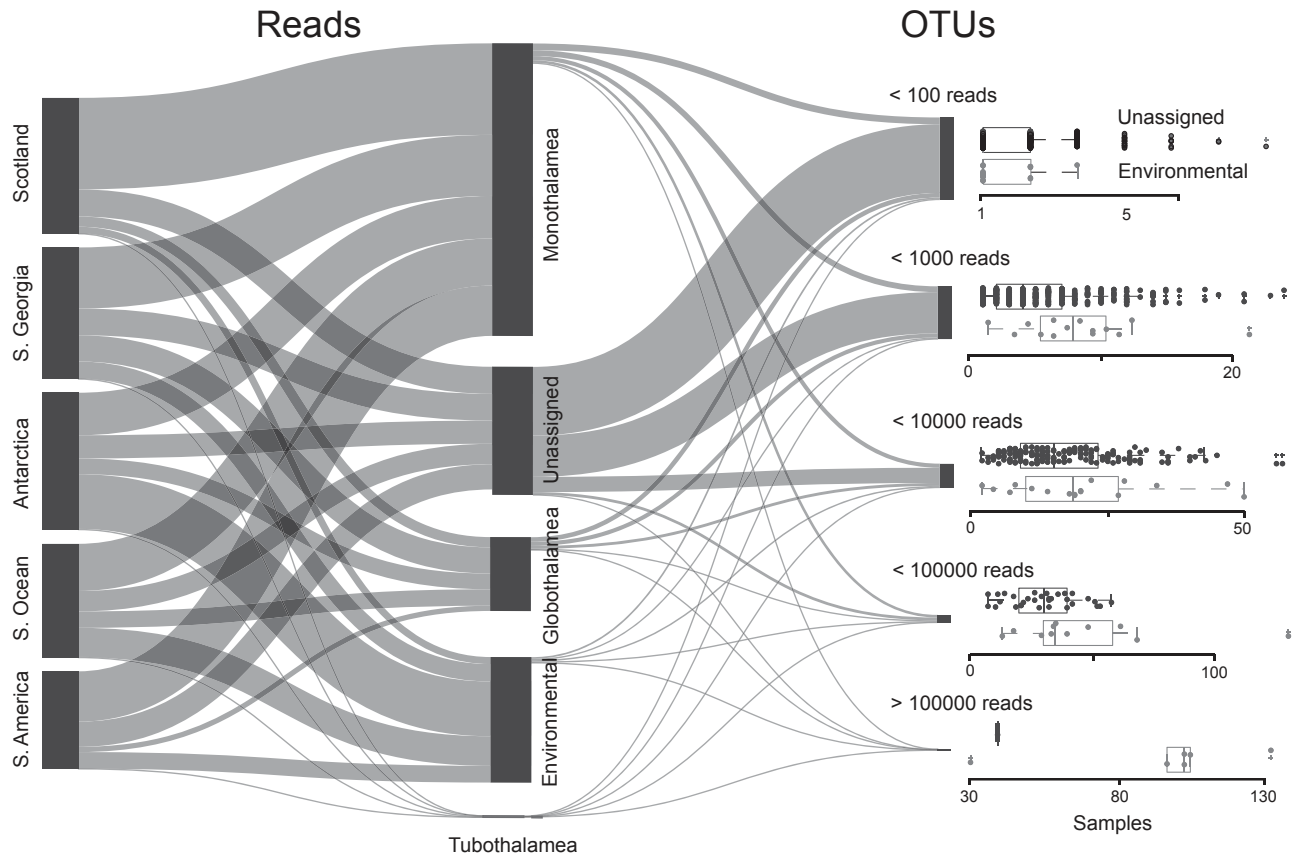 Reads
OTUs
Scotland
S. Georgia
Antarctica
S. Ocean
S. America
Monothalamea
Unassigned
Globothalamea
Environmental
Tubothalamea
< 100 reads
Unassigned
Environmental
1 5
< 1000 reads
0 20
< 10000 reads
0 50
< 100000 reads
0 100
> 100000 reads
30 80 130
Samples